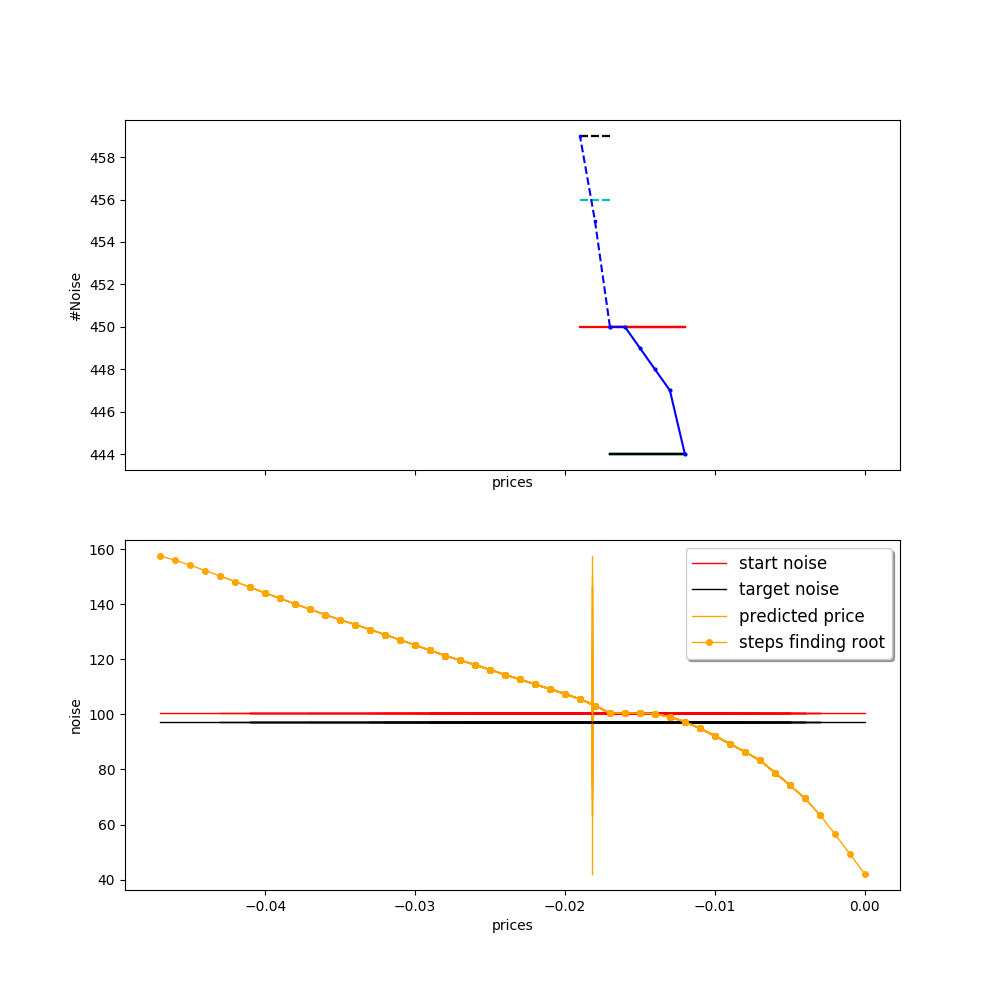 458
456
454
452
450
448
446
444
#Noise
prices
160
140
120
100
80
60
40
noise
start noise
target noise
predicted price
steps finding root
−0.04
−0.03
−0.02
−0.01
0.00
prices